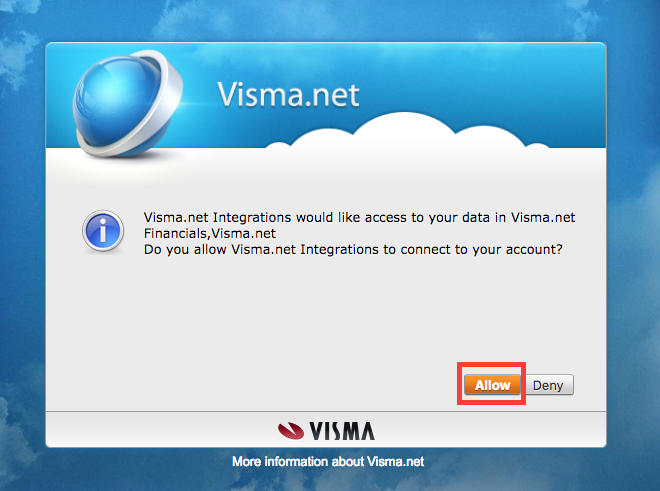 Visma.net
Visma.net Integrations would like access to your data in Visma.net
Financials,Visma.net
Do you allow Visma.net Integrations to connect to your account?
Allow
Deny
VISMA
More information about Visma.net